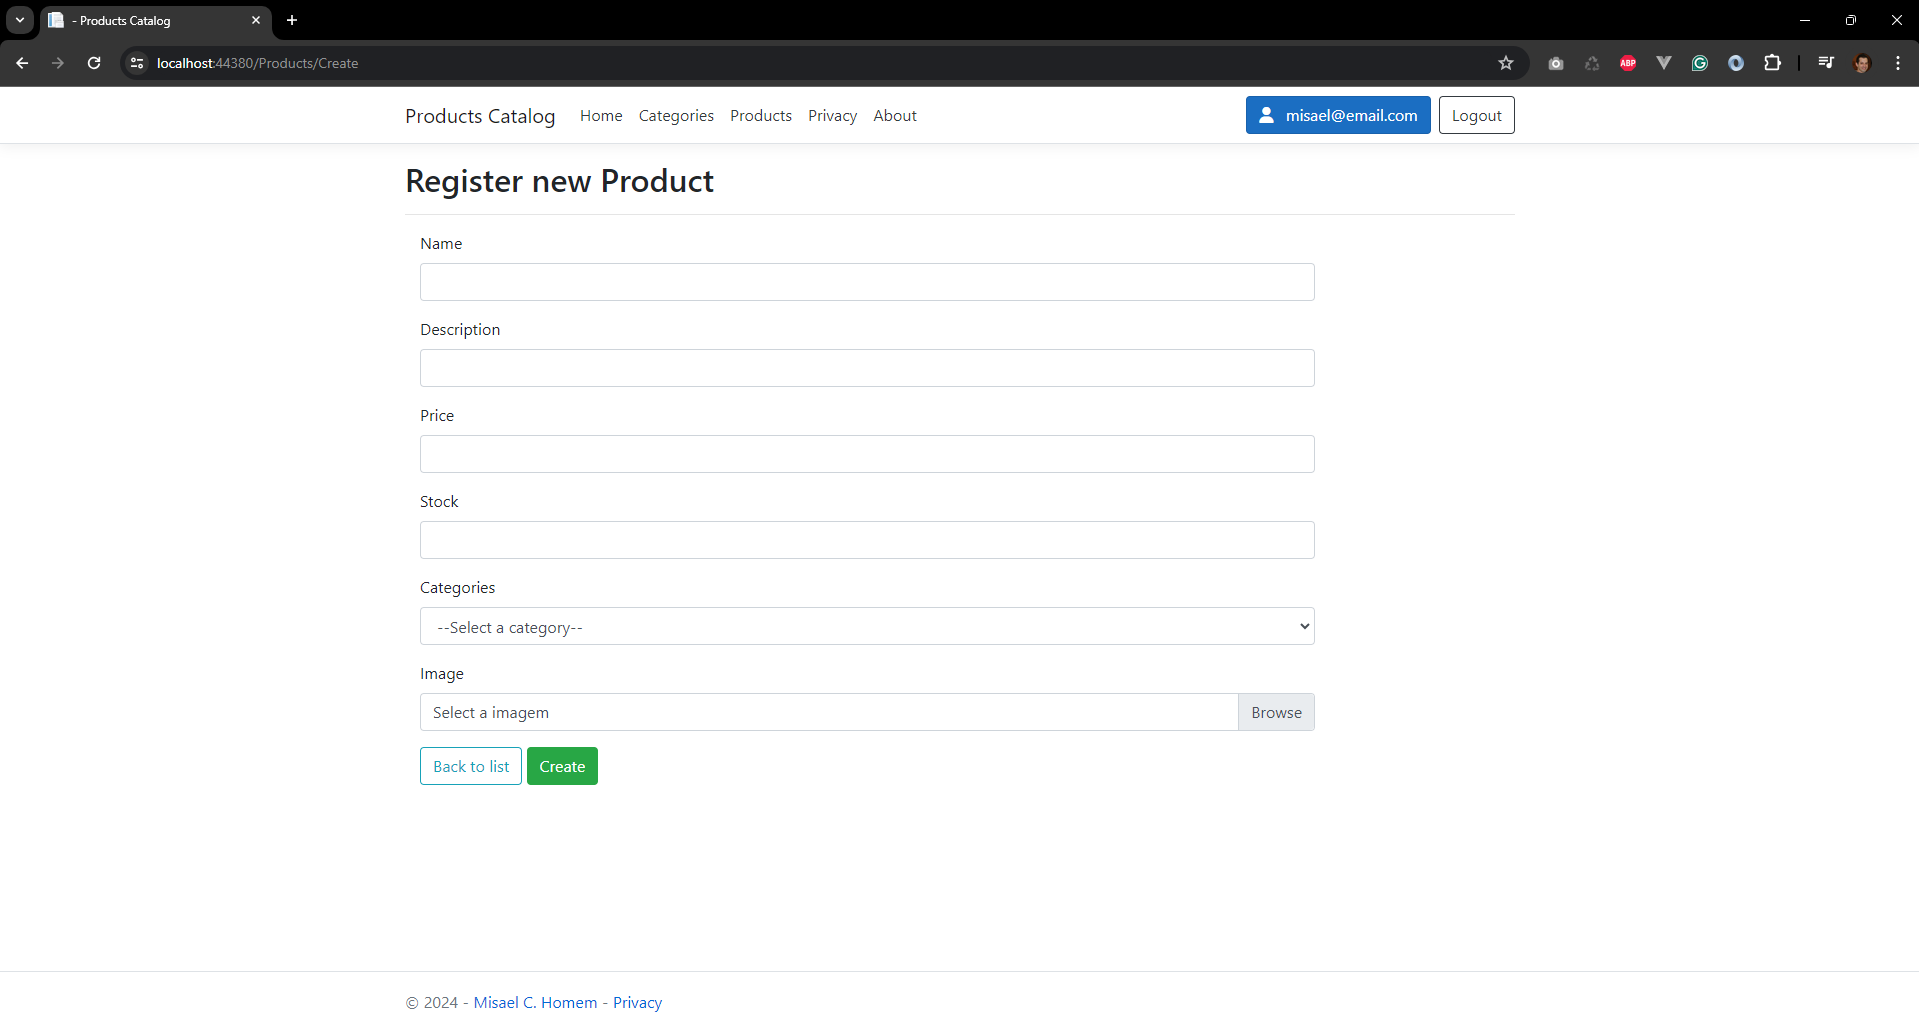 - Products Catalog
localhost:44380/Products/Create
ABP
Products Catalog Home Categories Products Privacy About misael@email.com Logout
Register new Product
Name
Description
Price
Stock
Categories
--Select a category--
Image
Select a imagem Browse
Back to list Create
© 2024 - Misael C. Homem - Privacy